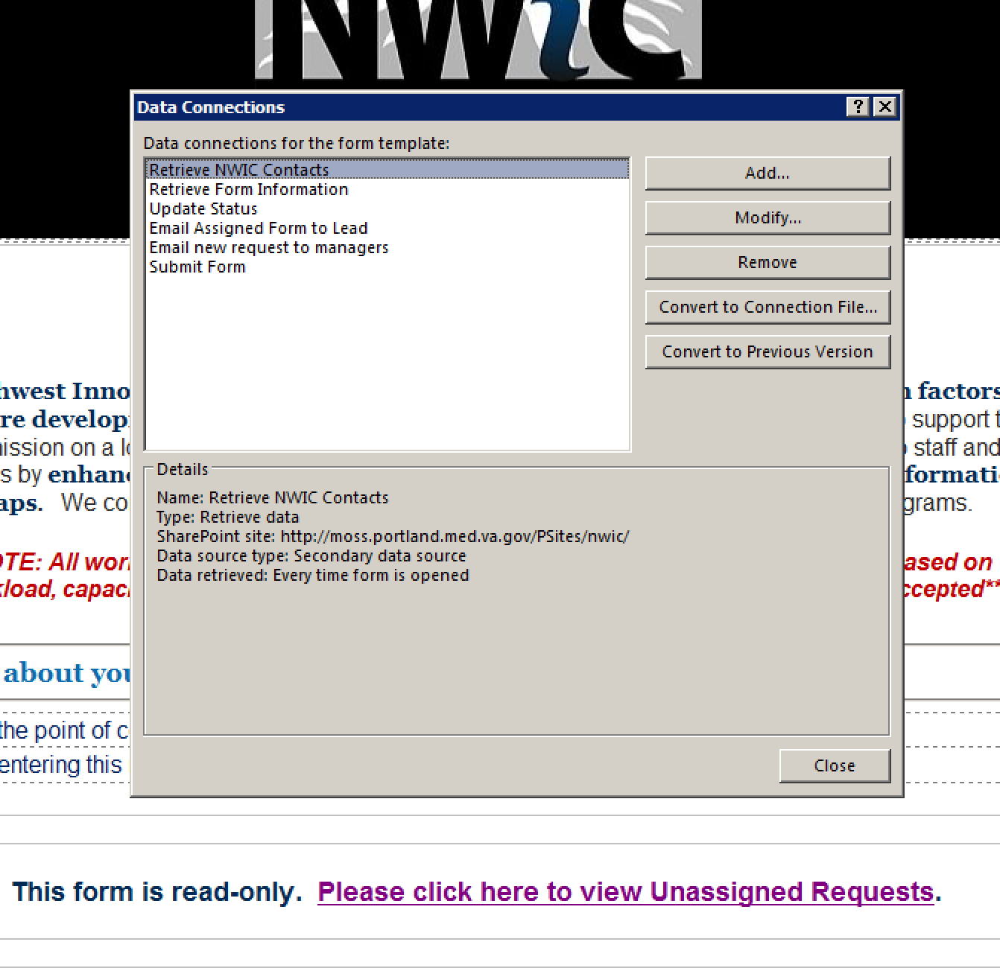 NWiC
Data Connections
Data connections for the form template:
Retrieve NWIC Contacts
Retrieve Form Information
Update Status
Email Assigned Form to Lead
Email new request to managers
Submit Form
Add...
Modify...
Remove
Convert to Connection File...
Convert to Previous Version
Details
Name: Retrieve NWIC Contacts
Type: Retrieve data
SharePoint site: http://moss.portland.med.va.gov/PSites/nwic/
Data source type: Secondary data source
Data retrieved: Every time form is opened
Close
hwest Inno
factors
re develop
support t
ission on a lo
staff and
s by enhanc
formati
aps. We co
grams.
OTE: All wor
ased on
kload, capaci
ccepted**
about you
the point of c
entering this
This form is read-only. Please click here to view Unassigned Requests.